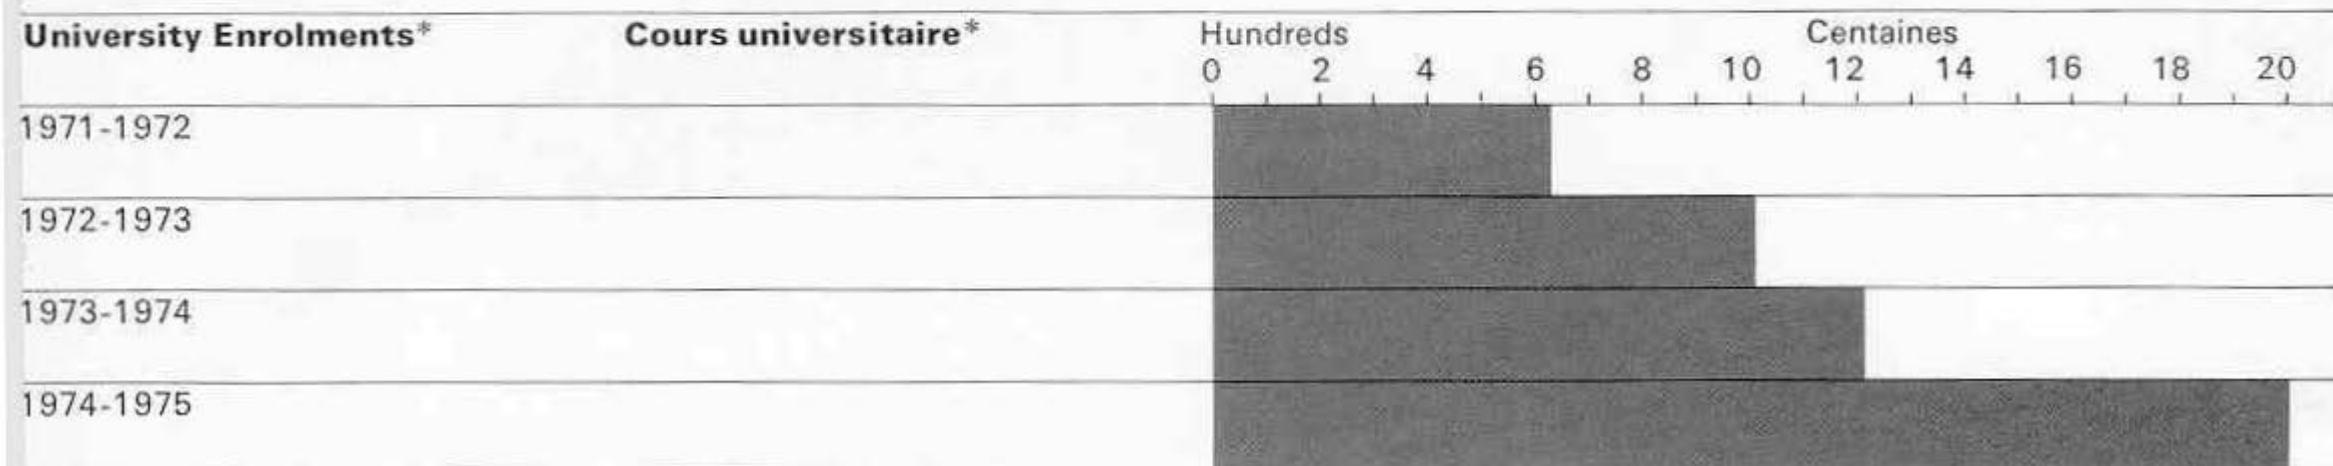 University Enrolments* Cours universitaire* Hundreds Centaines
0 2 4 6 8 10 12 14 16 18 20
1971-1972
1972-1973
1973-1974
1974-1975